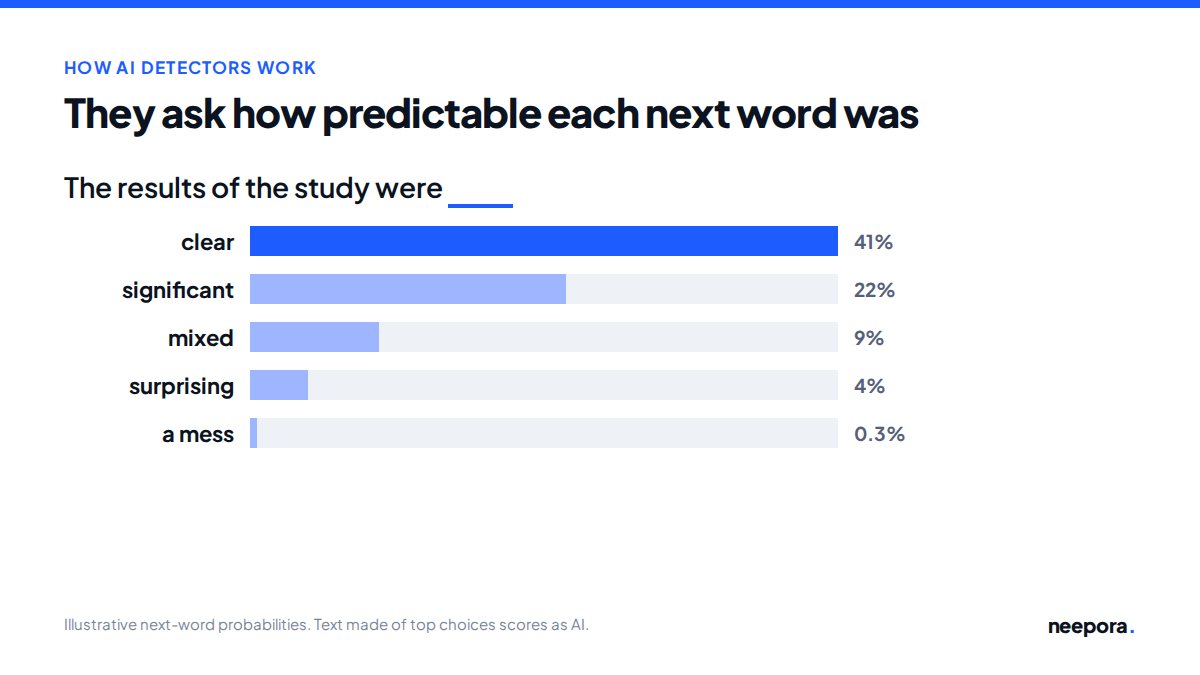 HOW AI DETECTORS WORK
They ask how predictable each next word was
The results of the study were ____
clear 41%
significant 22%
mixed 9%
surprising 4%
a mess 0.3%
Illustrative next-word probabilities. Text made of top choices scores as AI.
neepora.